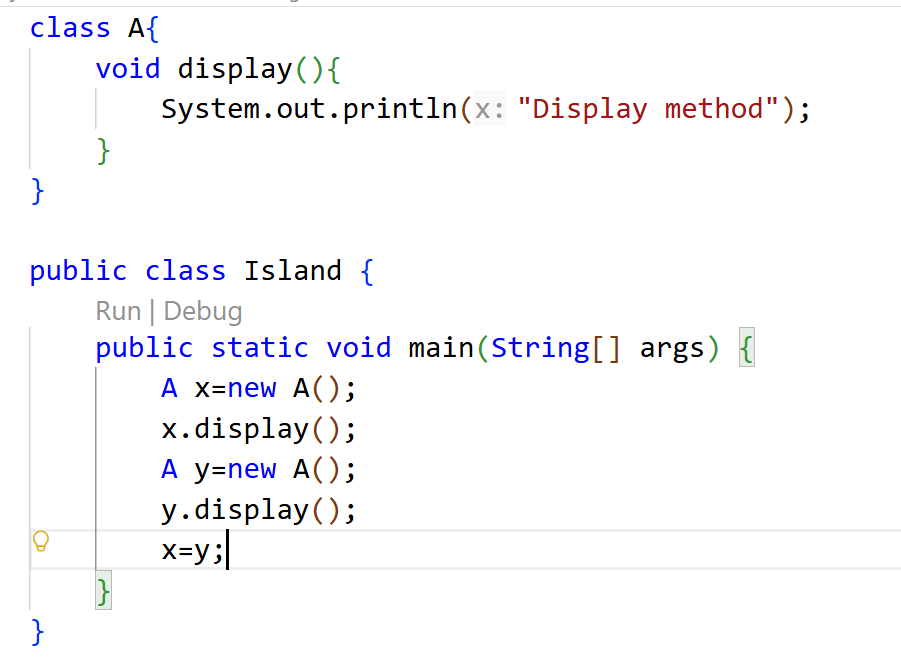 class A{
    void display(){
        System.out.println(x: "Display method");
    }
}

public class Island {
    Run | Debug
    public static void main(String[] args) {
        A x=new A();
        x.display();
        A y=new A();
        y.display();
        x=y;
    }
}